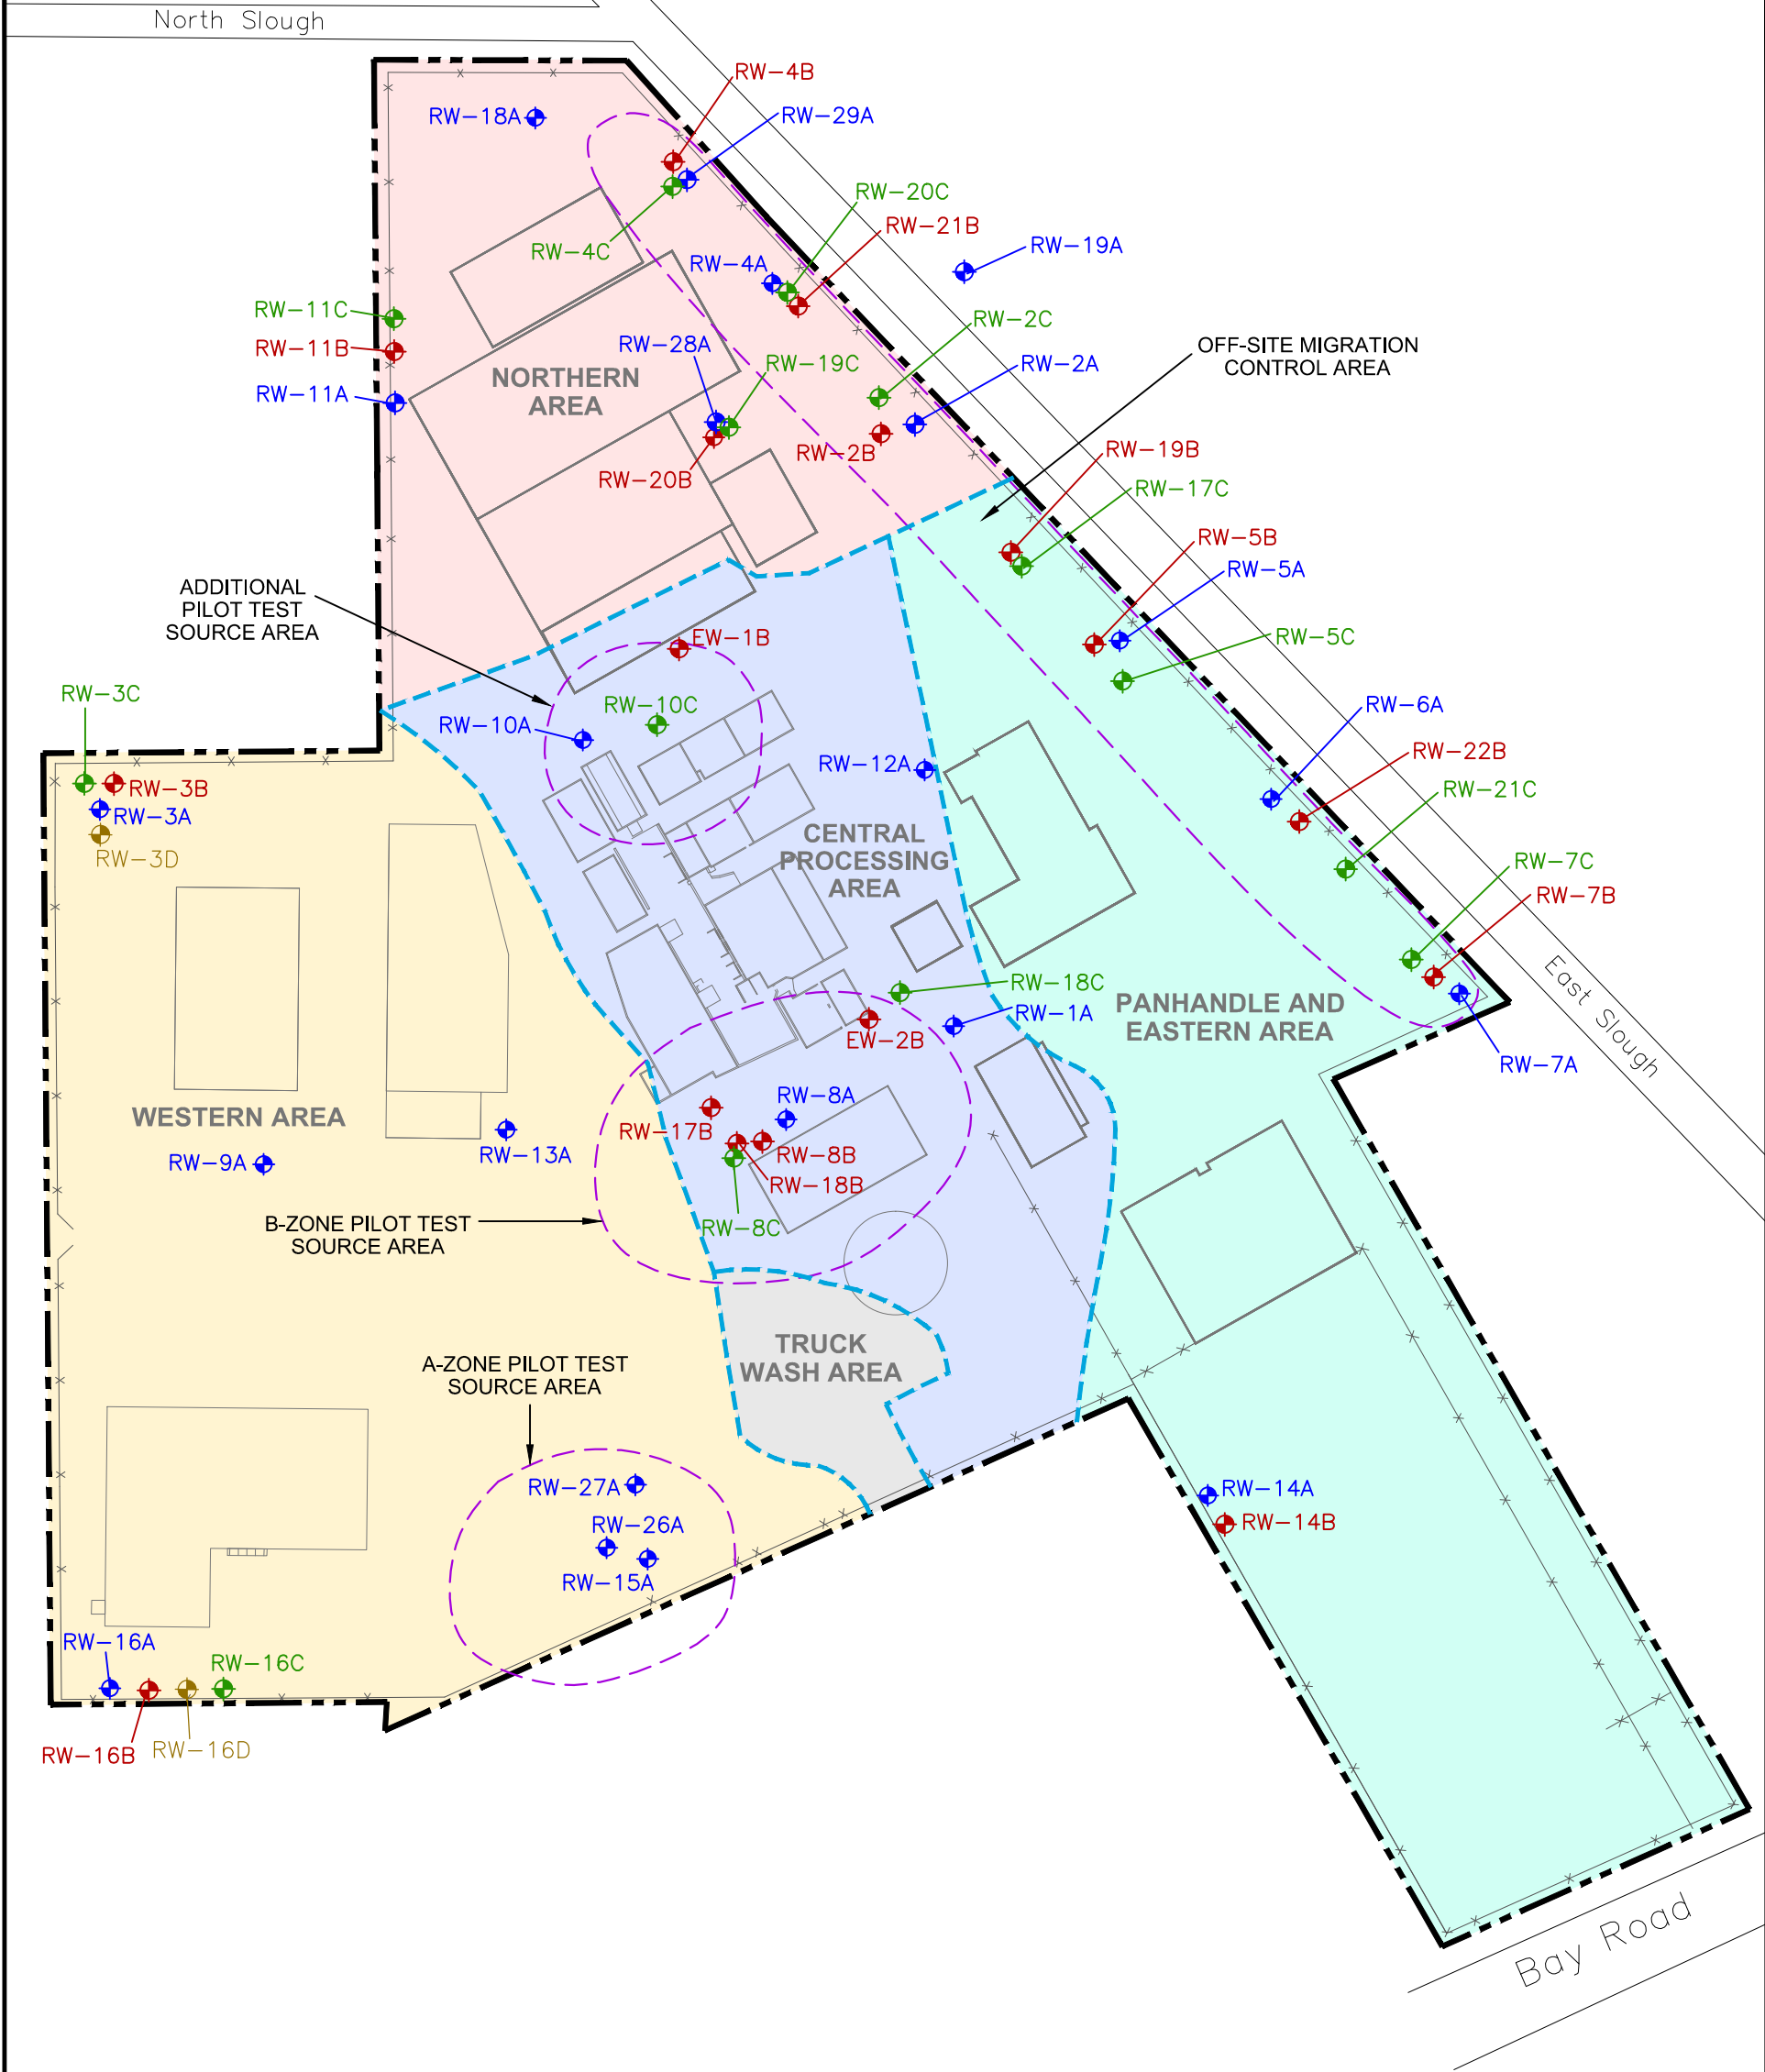 North Slough
RW-4B
RW-18A
RW-29A
RW-20C
RW-21B
RW-4C
RW-19A
RW-4A
RW-11C
RW-2C
RW-28A
RW-11B
OFF-SITE MIGRATION
CONTROL AREA
RW-19C
RW-2A
NORTHERN
AREA
RW-11A
RW-19B
RW-2B
RW-20B
RW-17C
RW-5B
RW-5A
ADDITIONAL
PILOT TEST
SOURCE AREA
EW-1B
RW-5C
RW-3C
RW-10C
RW-6A
RW-10A
RW-22B
RW-12A
RW-3B
RW-21C
RW-3A
CENTRAL
PROCESSING
AREA
RW-3D
RW-7C
RW-7B
RW-18C
East Slough
PANHANDLE AND
EASTERN AREA
RW-1A
EW-2B
RW-7A
RW-8A
WESTERN AREA
RW-17B
RW-13A
RW-8B
RW-9A
RW-18B
B-ZONE PILOT TEST
SOURCE AREA
RW-8C
TRUCK
WASH AREA
A-ZONE PILOT TEST
SOURCE AREA
RW-27A
RW-14A
RW-26A
RW-14B
RW-15A
RW-16A
RW-16C
RW-16B
RW-16D
Bay Road